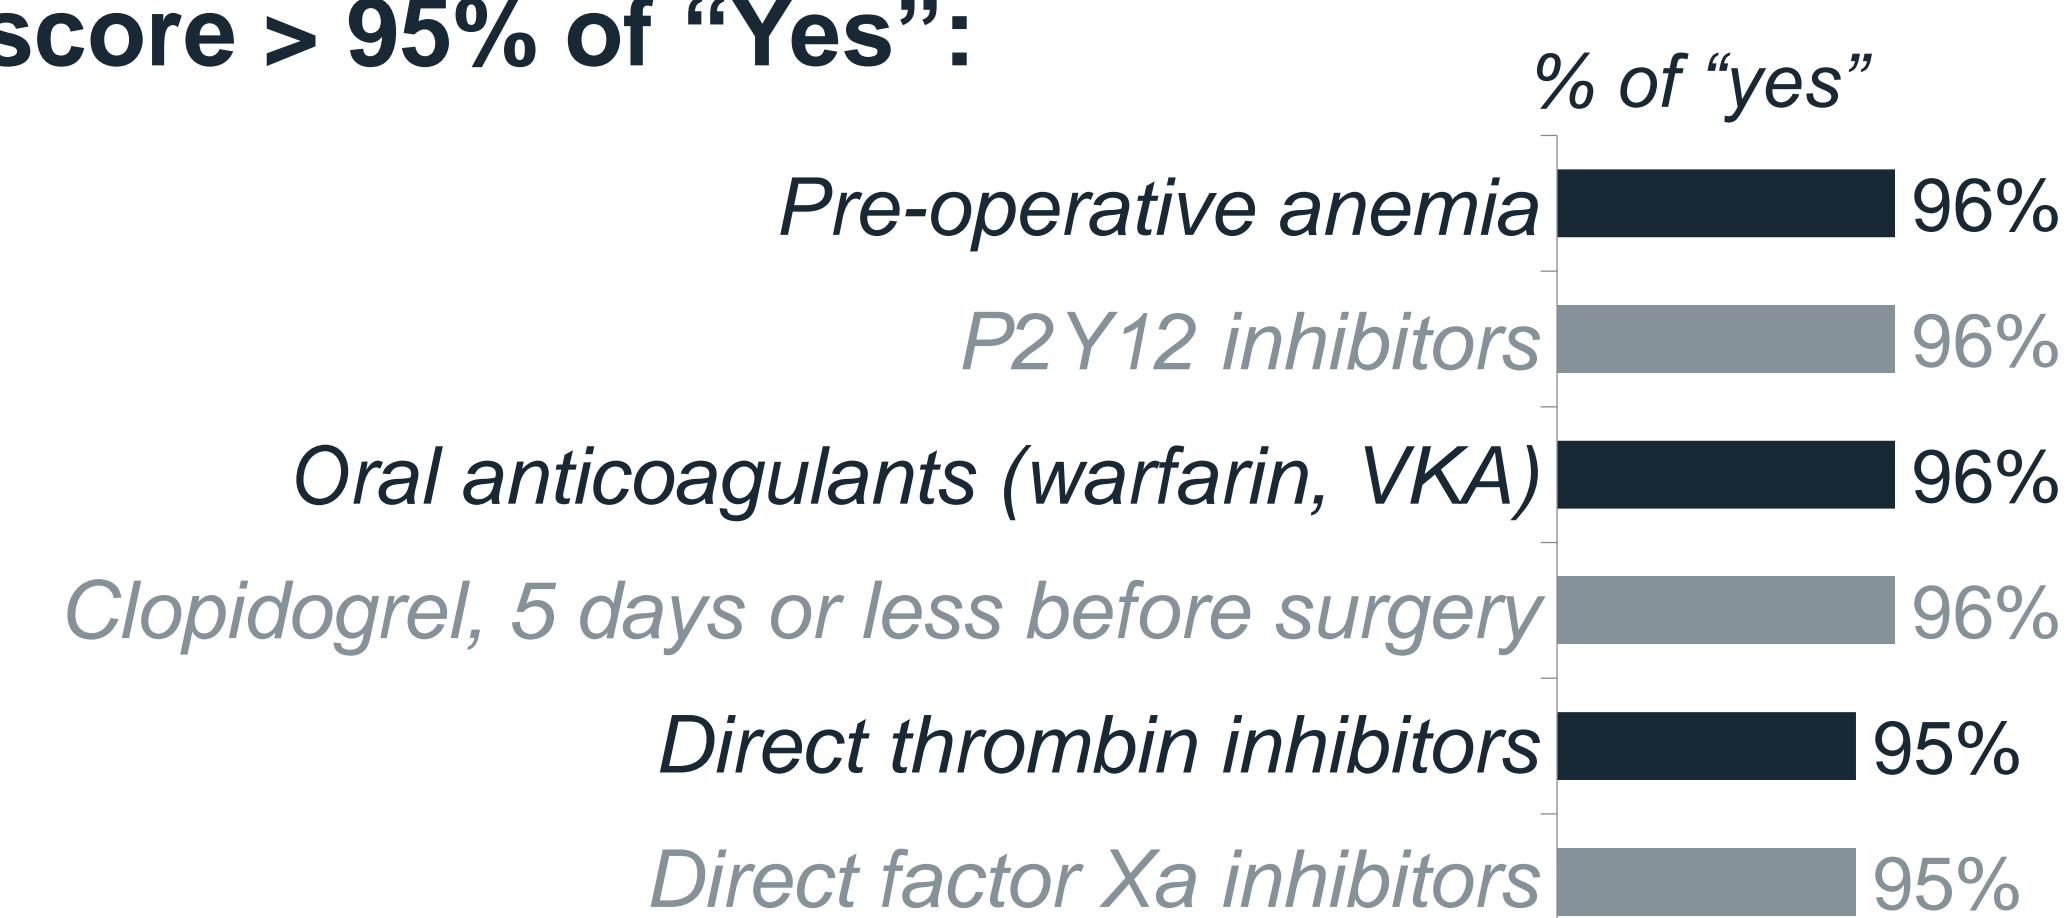 score > 95% of “Yes”:
% of “yes”
Pre-operative anemia 96%
P2Y12 inhibitors 96%
Oral anticoagulants (warfarin, VKA) 96%
Clopidogrel, 5 days or less before surgery 96%
Direct thrombin inhibitors 95%
Direct factor Xa inhibitors 95%